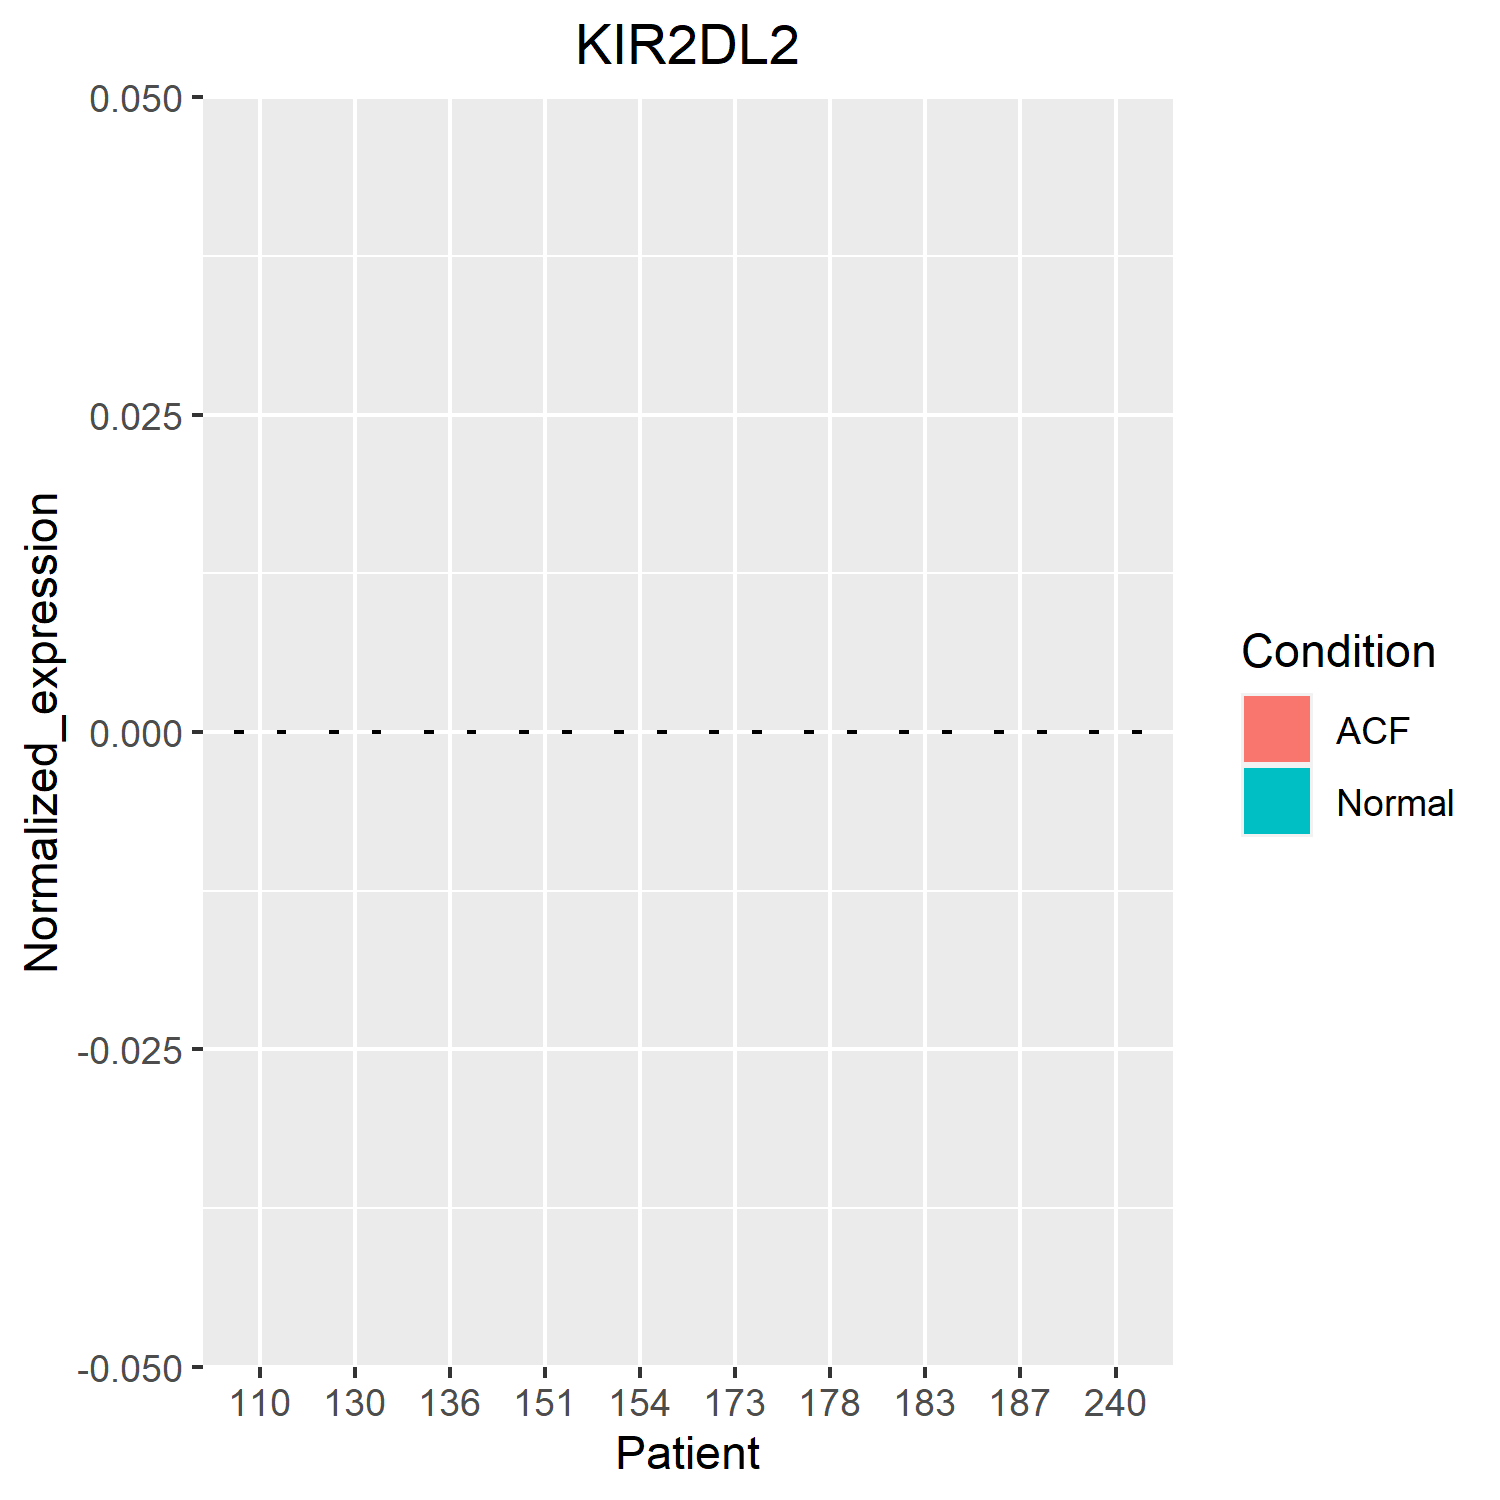 KIR2DL2
0.050
0.025
0.000
-0.025
-0.050
Normalized_expression
110 130 136 151 154 173 178 183 187 240
Patient
Condition
ACF
Normal